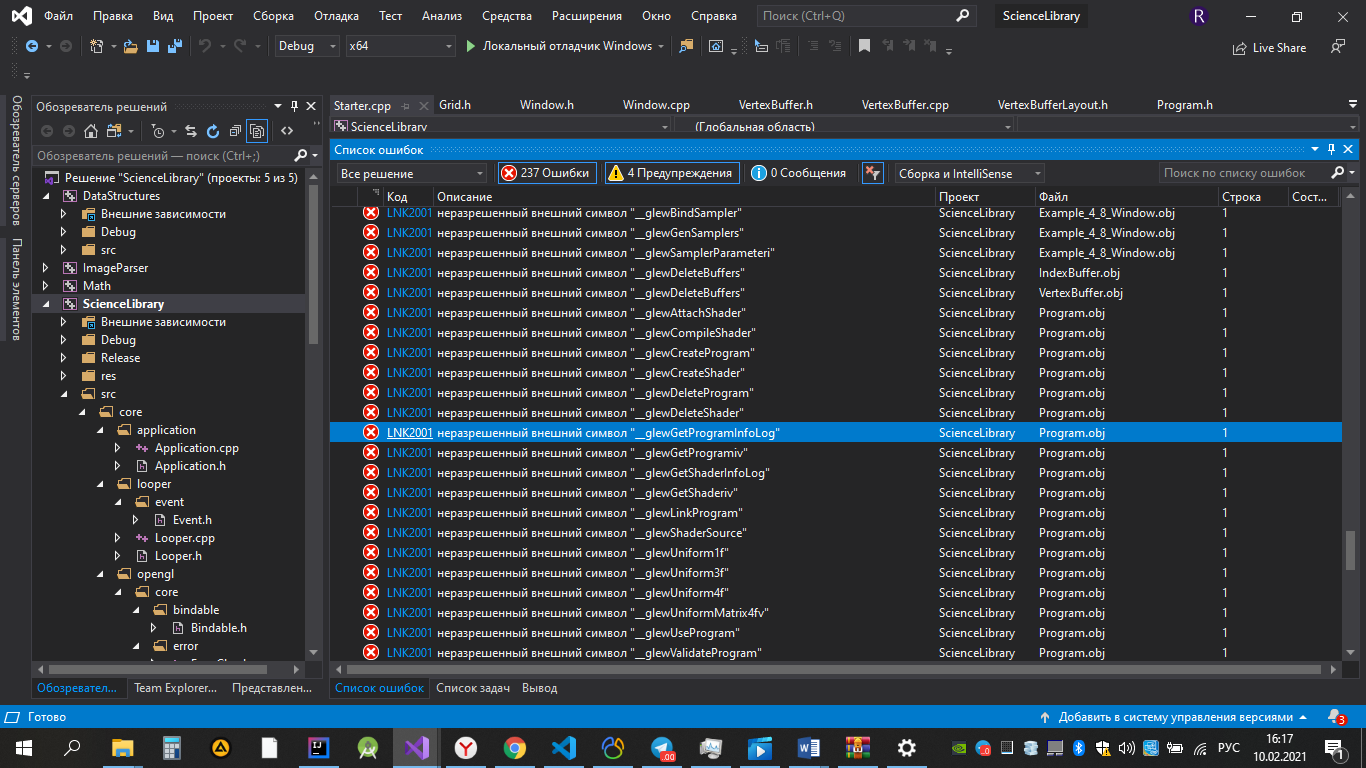 Файл Правка Вид Проект Сборка Отладка Тест Анализ Средства Расширения Окно Справка Поиск (Ctrl+Q) ScienceLibrary R
Debug x64 Локальный отладчик Windows Live Share
Обозреватель серверов
Панель элементов
Обозреватель решений
Обозреватель решений — поиск (Ctrl+;)
Решение "ScienceLibrary" (проекты: 5 из 5)
DataStructures
Внешние зависимости
Debug
src
ImageParser
Math
ScienceLibrary
Внешние зависимости
Debug
Release
res
src
core
application
Application.cpp
Application.h
looper
event
Event.h
Looper.cpp
Looper.h
opengl
core
bindable
Bindable.h
error
Обозревател... Team Explorer... Представлен...
Starter.cpp Grid.h Window.h Window.cpp VertexBuffer.h VertexBuffer.cpp VertexBufferLayout.h Program.h
ScienceLibrary (Глобальная область)
Список ошибок
Все решение 237 Ошибки 4 Предупреждения 0 Сообщения Сборка и IntelliSense Поиск по списку ошибок
Код Описание Проект Файл Строка Сост...
LNK2001 неразрешенный внешний символ "__glewBindSampler" ScienceLibrary Example_4_8_Window.obj 1
LNK2001 неразрешенный внешний символ "__glewGenSamplers" ScienceLibrary Example_4_8_Window.obj 1
LNK2001 неразрешенный внешний символ "__glewSamplerParameteri" ScienceLibrary Example_4_8_Window.obj 1
LNK2001 неразрешенный внешний символ "__glewDeleteBuffers" ScienceLibrary IndexBuffer.obj 1
LNK2001 неразрешенный внешний символ "__glewDeleteBuffers" ScienceLibrary VertexBuffer.obj 1
LNK2001 неразрешенный внешний символ "__glewAttachShader" ScienceLibrary Program.obj 1
LNK2001 неразрешенный внешний символ "__glewCompileShader" ScienceLibrary Program.obj 1
LNK2001 неразрешенный внешний символ "__glewCreateProgram" ScienceLibrary Program.obj 1
LNK2001 неразрешенный внешний символ "__glewCreateShader" ScienceLibrary Program.obj 1
LNK2001 неразрешенный внешний символ "__glewDeleteProgram" ScienceLibrary Program.obj 1
LNK2001 неразрешенный внешний символ "__glewDeleteShader" ScienceLibrary Program.obj 1
LNK2001 неразрешенный внешний символ "__glewGetProgramInfoLog" ScienceLibrary Program.obj 1
LNK2001 неразрешенный внешний символ "__glewGetProgramiv" ScienceLibrary Program.obj 1
LNK2001 неразрешенный внешний символ "__glewGetShaderInfoLog" ScienceLibrary Program.obj 1
LNK2001 неразрешенный внешний символ "__glewGetShaderiv" ScienceLibrary Program.obj 1
LNK2001 неразрешенный внешний символ "__glewLinkProgram" ScienceLibrary Program.obj 1
LNK2001 неразрешенный внешний символ "__glewShaderSource" ScienceLibrary Program.obj 1
LNK2001 неразрешенный внешний символ "__glewUniform1f" ScienceLibrary Program.obj 1
LNK2001 неразрешенный внешний символ "__glewUniform3f" ScienceLibrary Program.obj 1
LNK2001 неразрешенный внешний символ "__glewUniform4f" ScienceLibrary Program.obj 1
LNK2001 неразрешенный внешний символ "__glewUniformMatrix4fv" ScienceLibrary Program.obj 1
LNK2001 неразрешенный внешний символ "__glewUseProgram" ScienceLibrary Program.obj 1
LNK2001 неразрешенный внешний символ "__glewValidateProgram" ScienceLibrary Program.obj 1
Список ошибок Список задач Вывод
Готово Добавить в систему управления версиями 3
РУС 16:17
10.02.2021 1